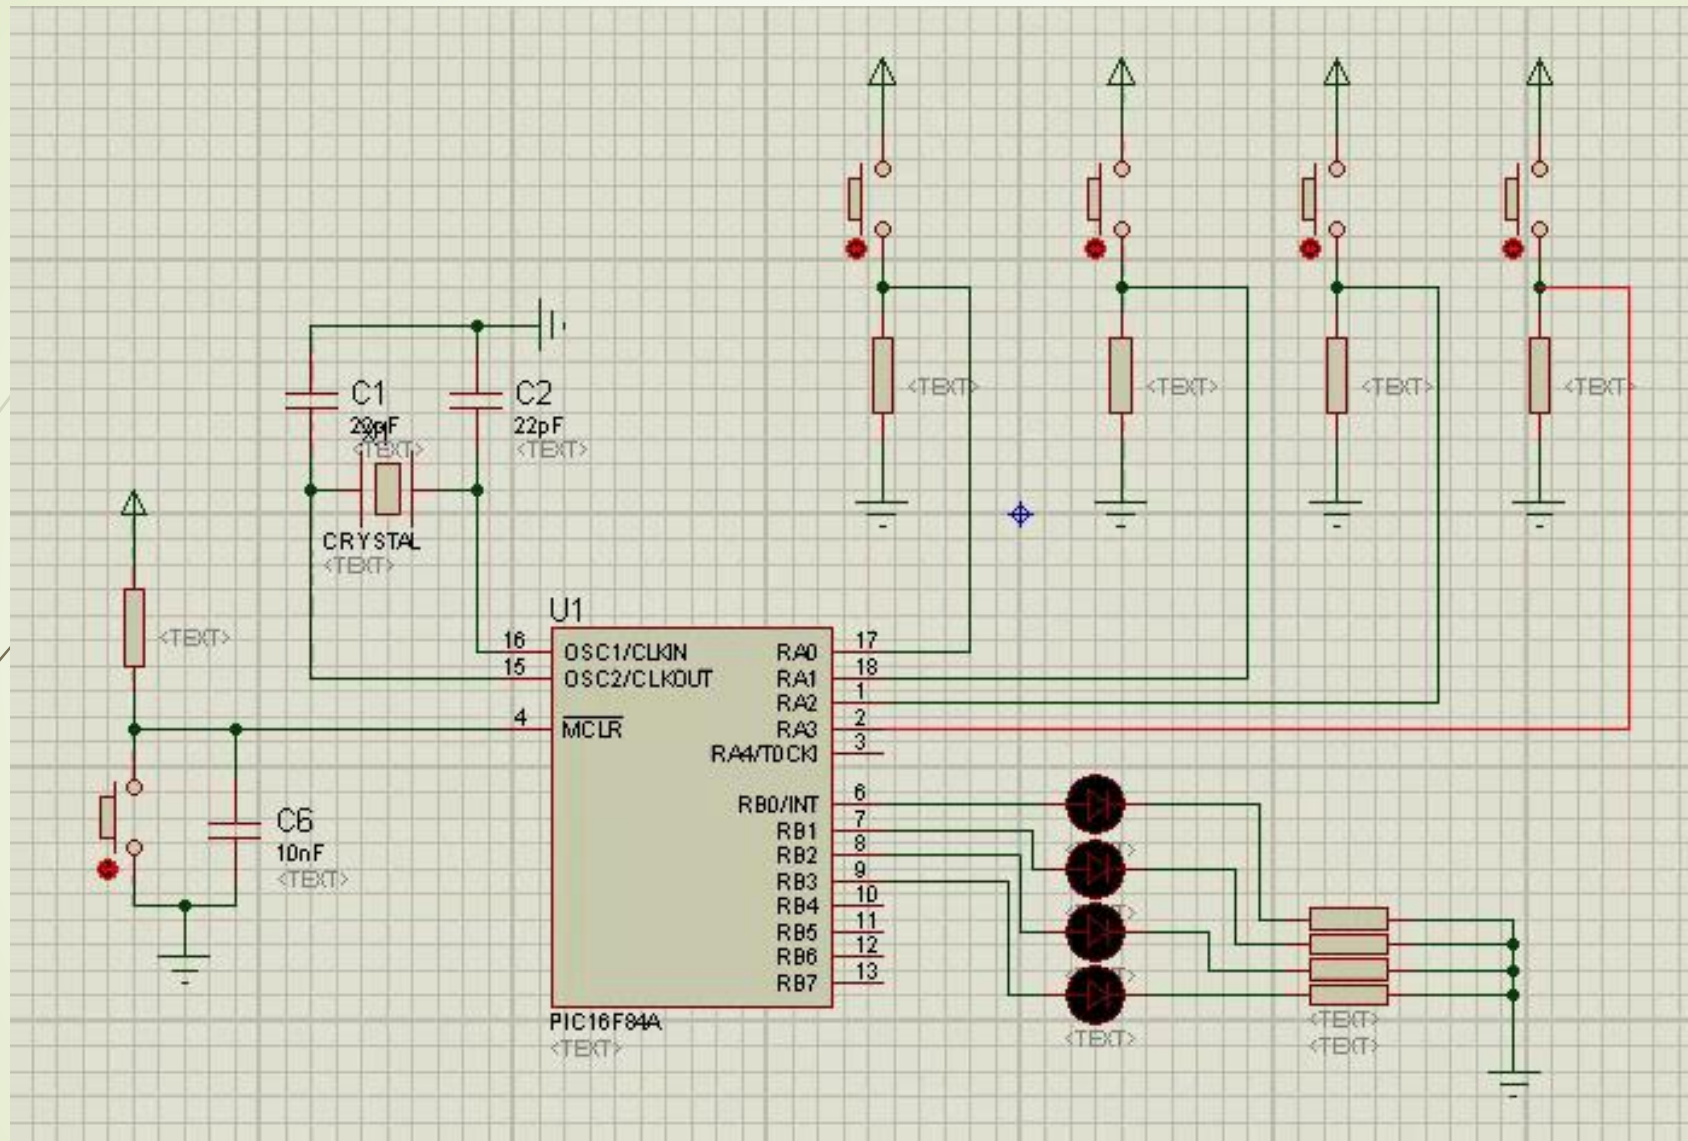 <TEXT>
<TEXT>
<TEXT>
<TEXT>
C1
<TEXT>
C2
22pF
<TEXT>
CRYSTAL
<TEXT>
<TEXT>
U1
16
OSC1/CLKIN
15
OSC2/CLKOUT
4
MCLR
RA0
17
RA1
18
RA2
1
RA3
2
RA4/T0CKI
3
RB0/INT
6
RB1
7
RB2
8
RB3
9
RB4
10
RB5
11
RB6
12
RB7
13
PIC16F84A
<TEXT>
C6
10nF
<TEXT>
<TEXT>
<TEXT>
<TEXT>